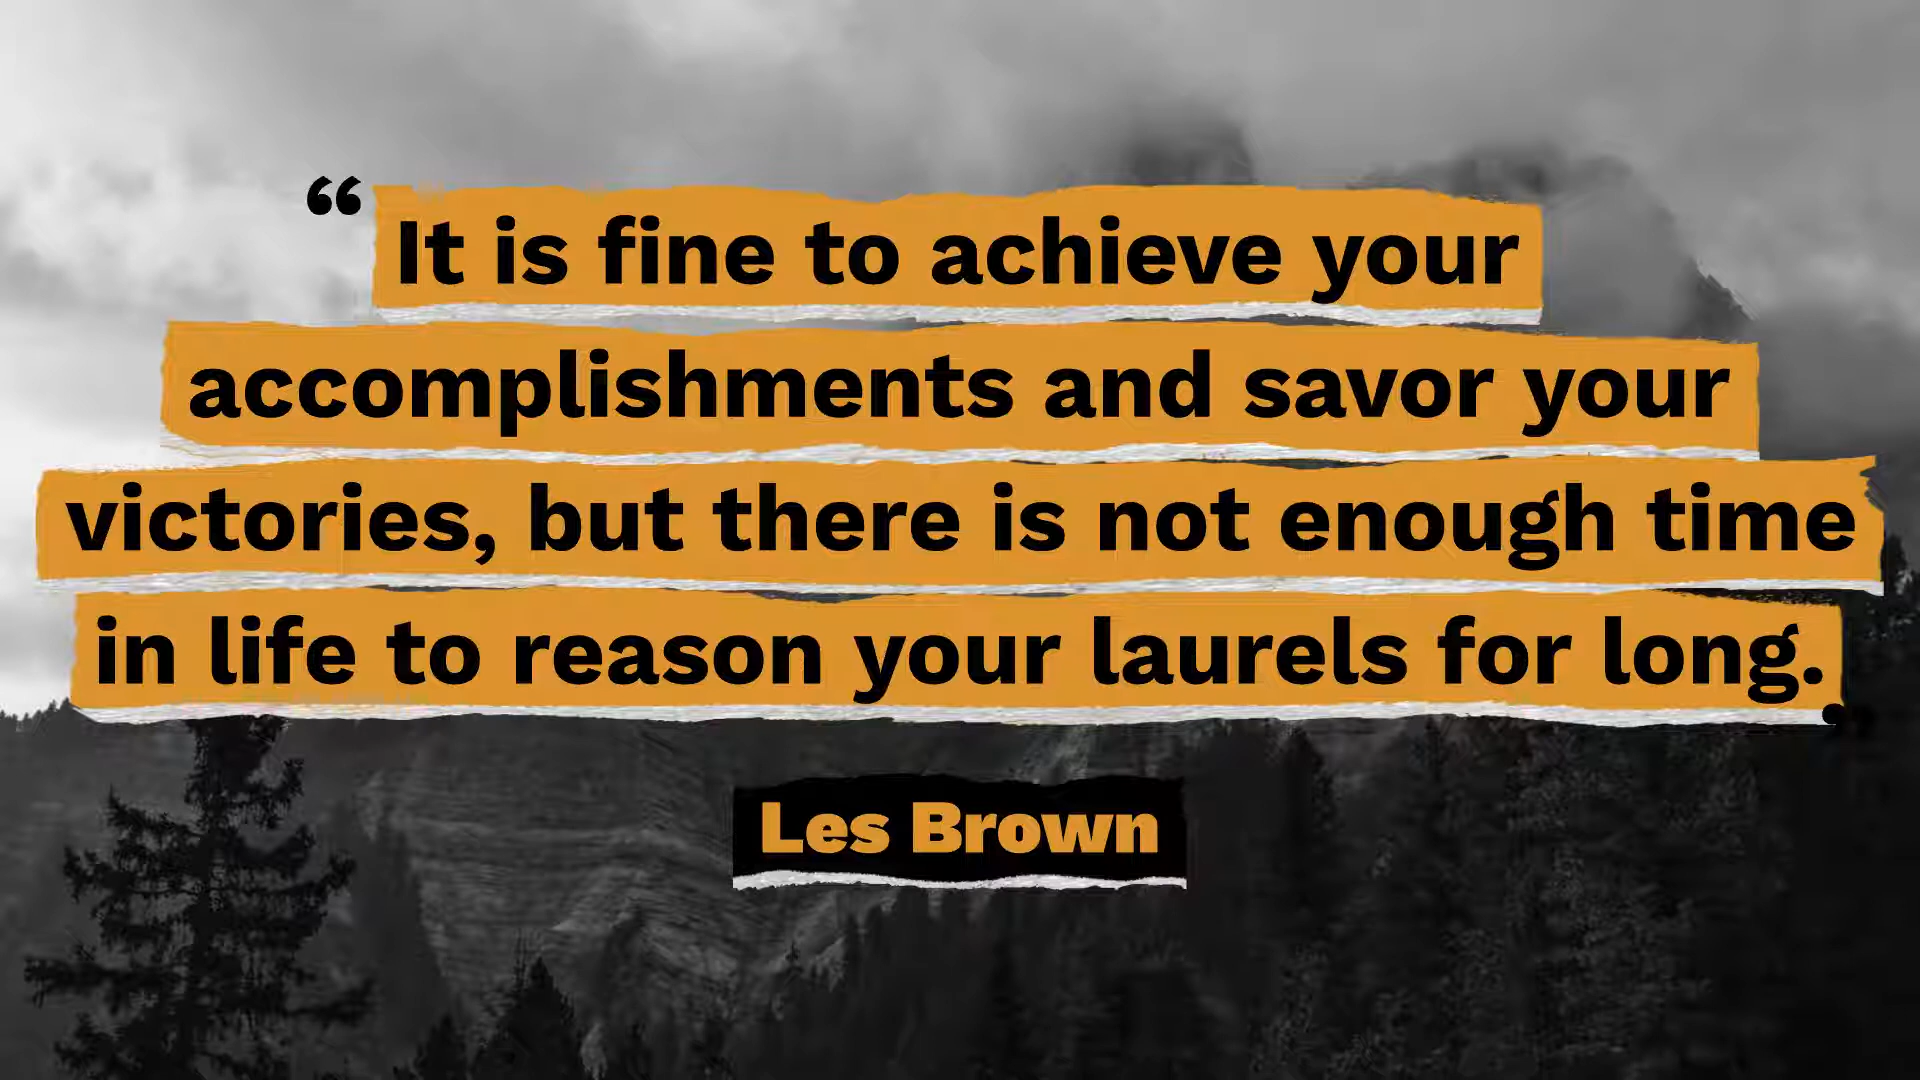 “It is fine to achieve your
accomplishments and savor your
victories, but there is not enough time
in life to reason your laurels for long.
Les Brown